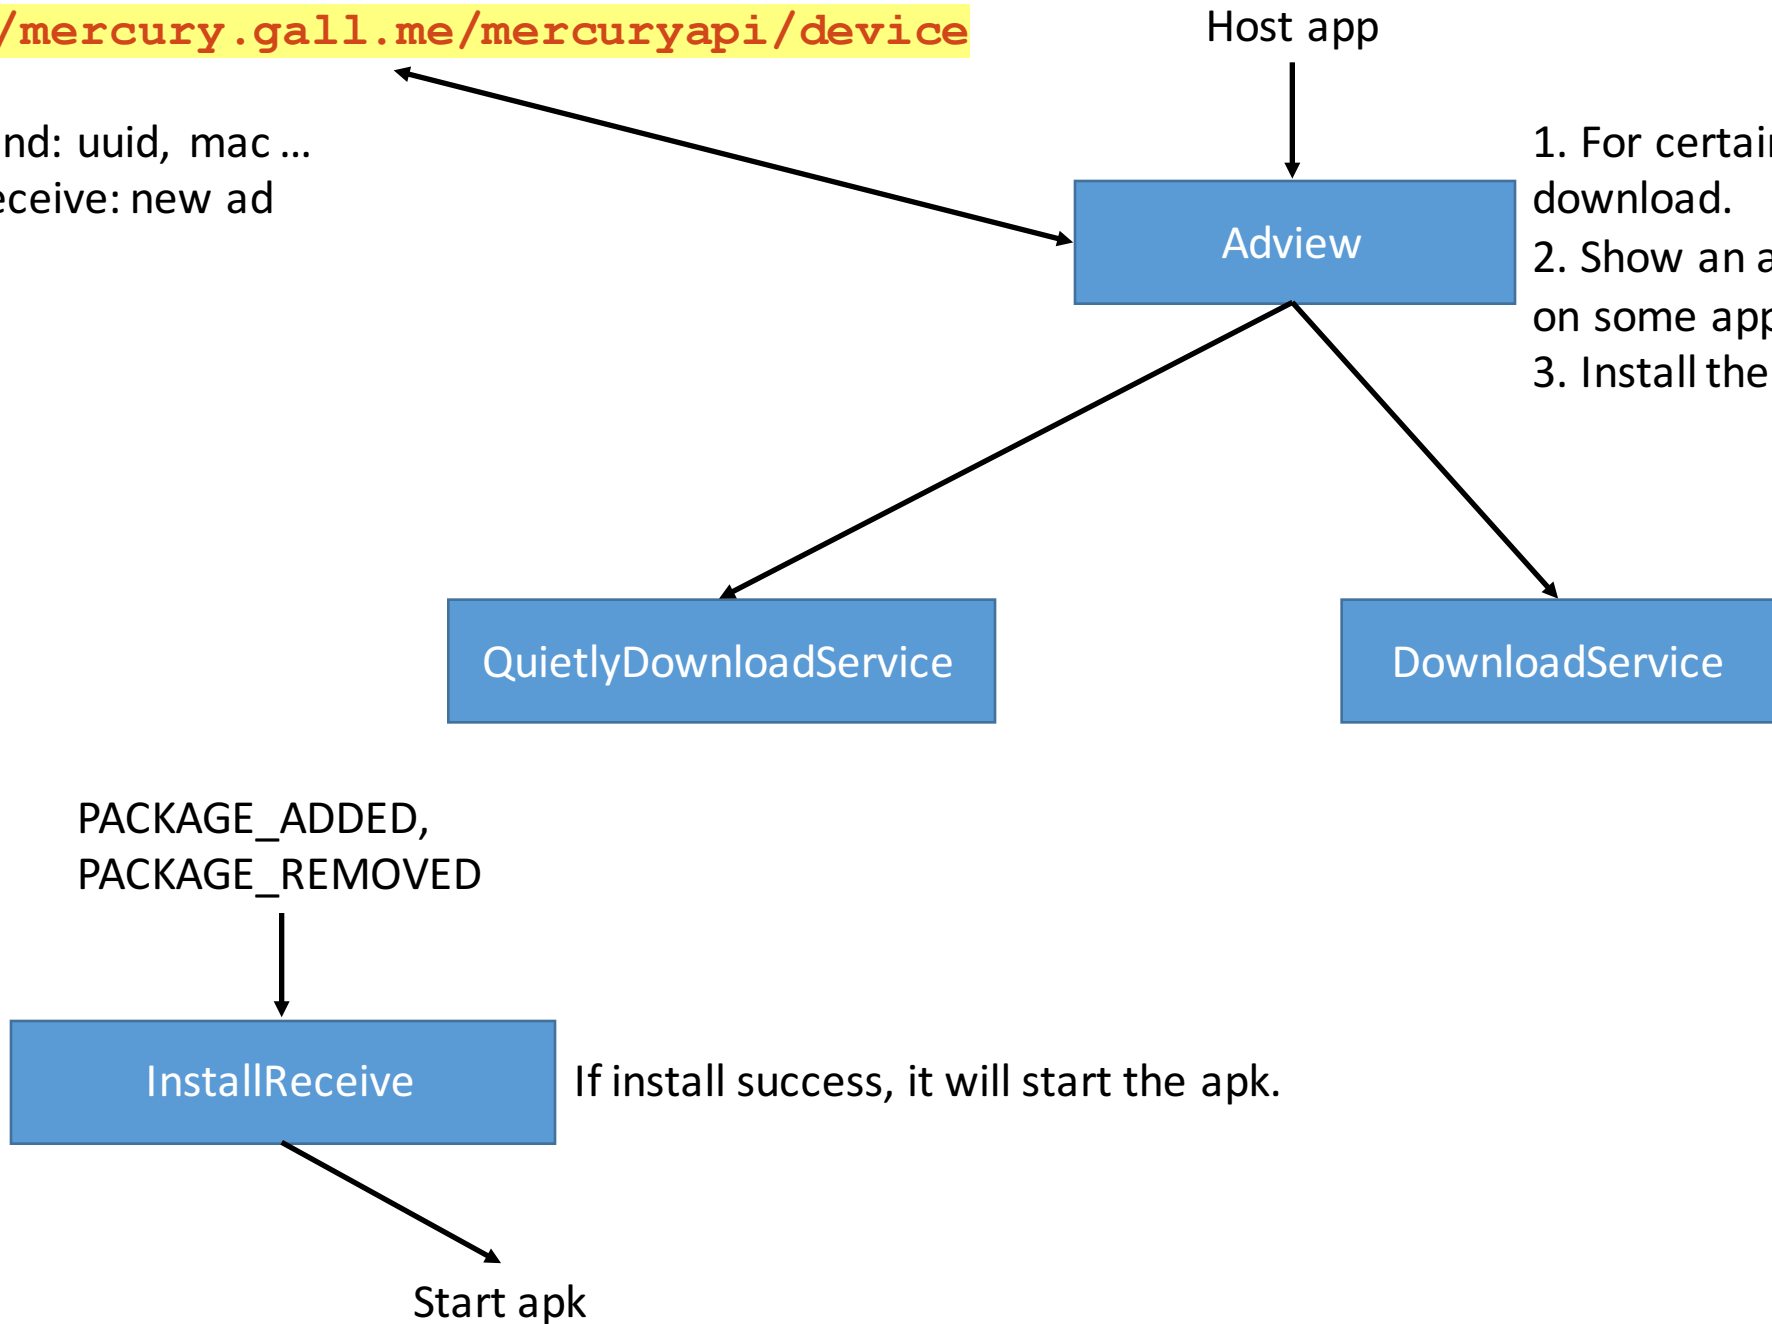 /mercury.gall.me/mercuryapi/device
Host app
nd: uuid, mac …
eceive: new ad
1. For certain
download.
2. Show an a
on some app
3. Install the
Adview
QuietlyDownloadService
DownloadService
PACKAGE_ADDED,
PACKAGE_REMOVED
InstallReceive
If install success, it will start the apk.
Start apk